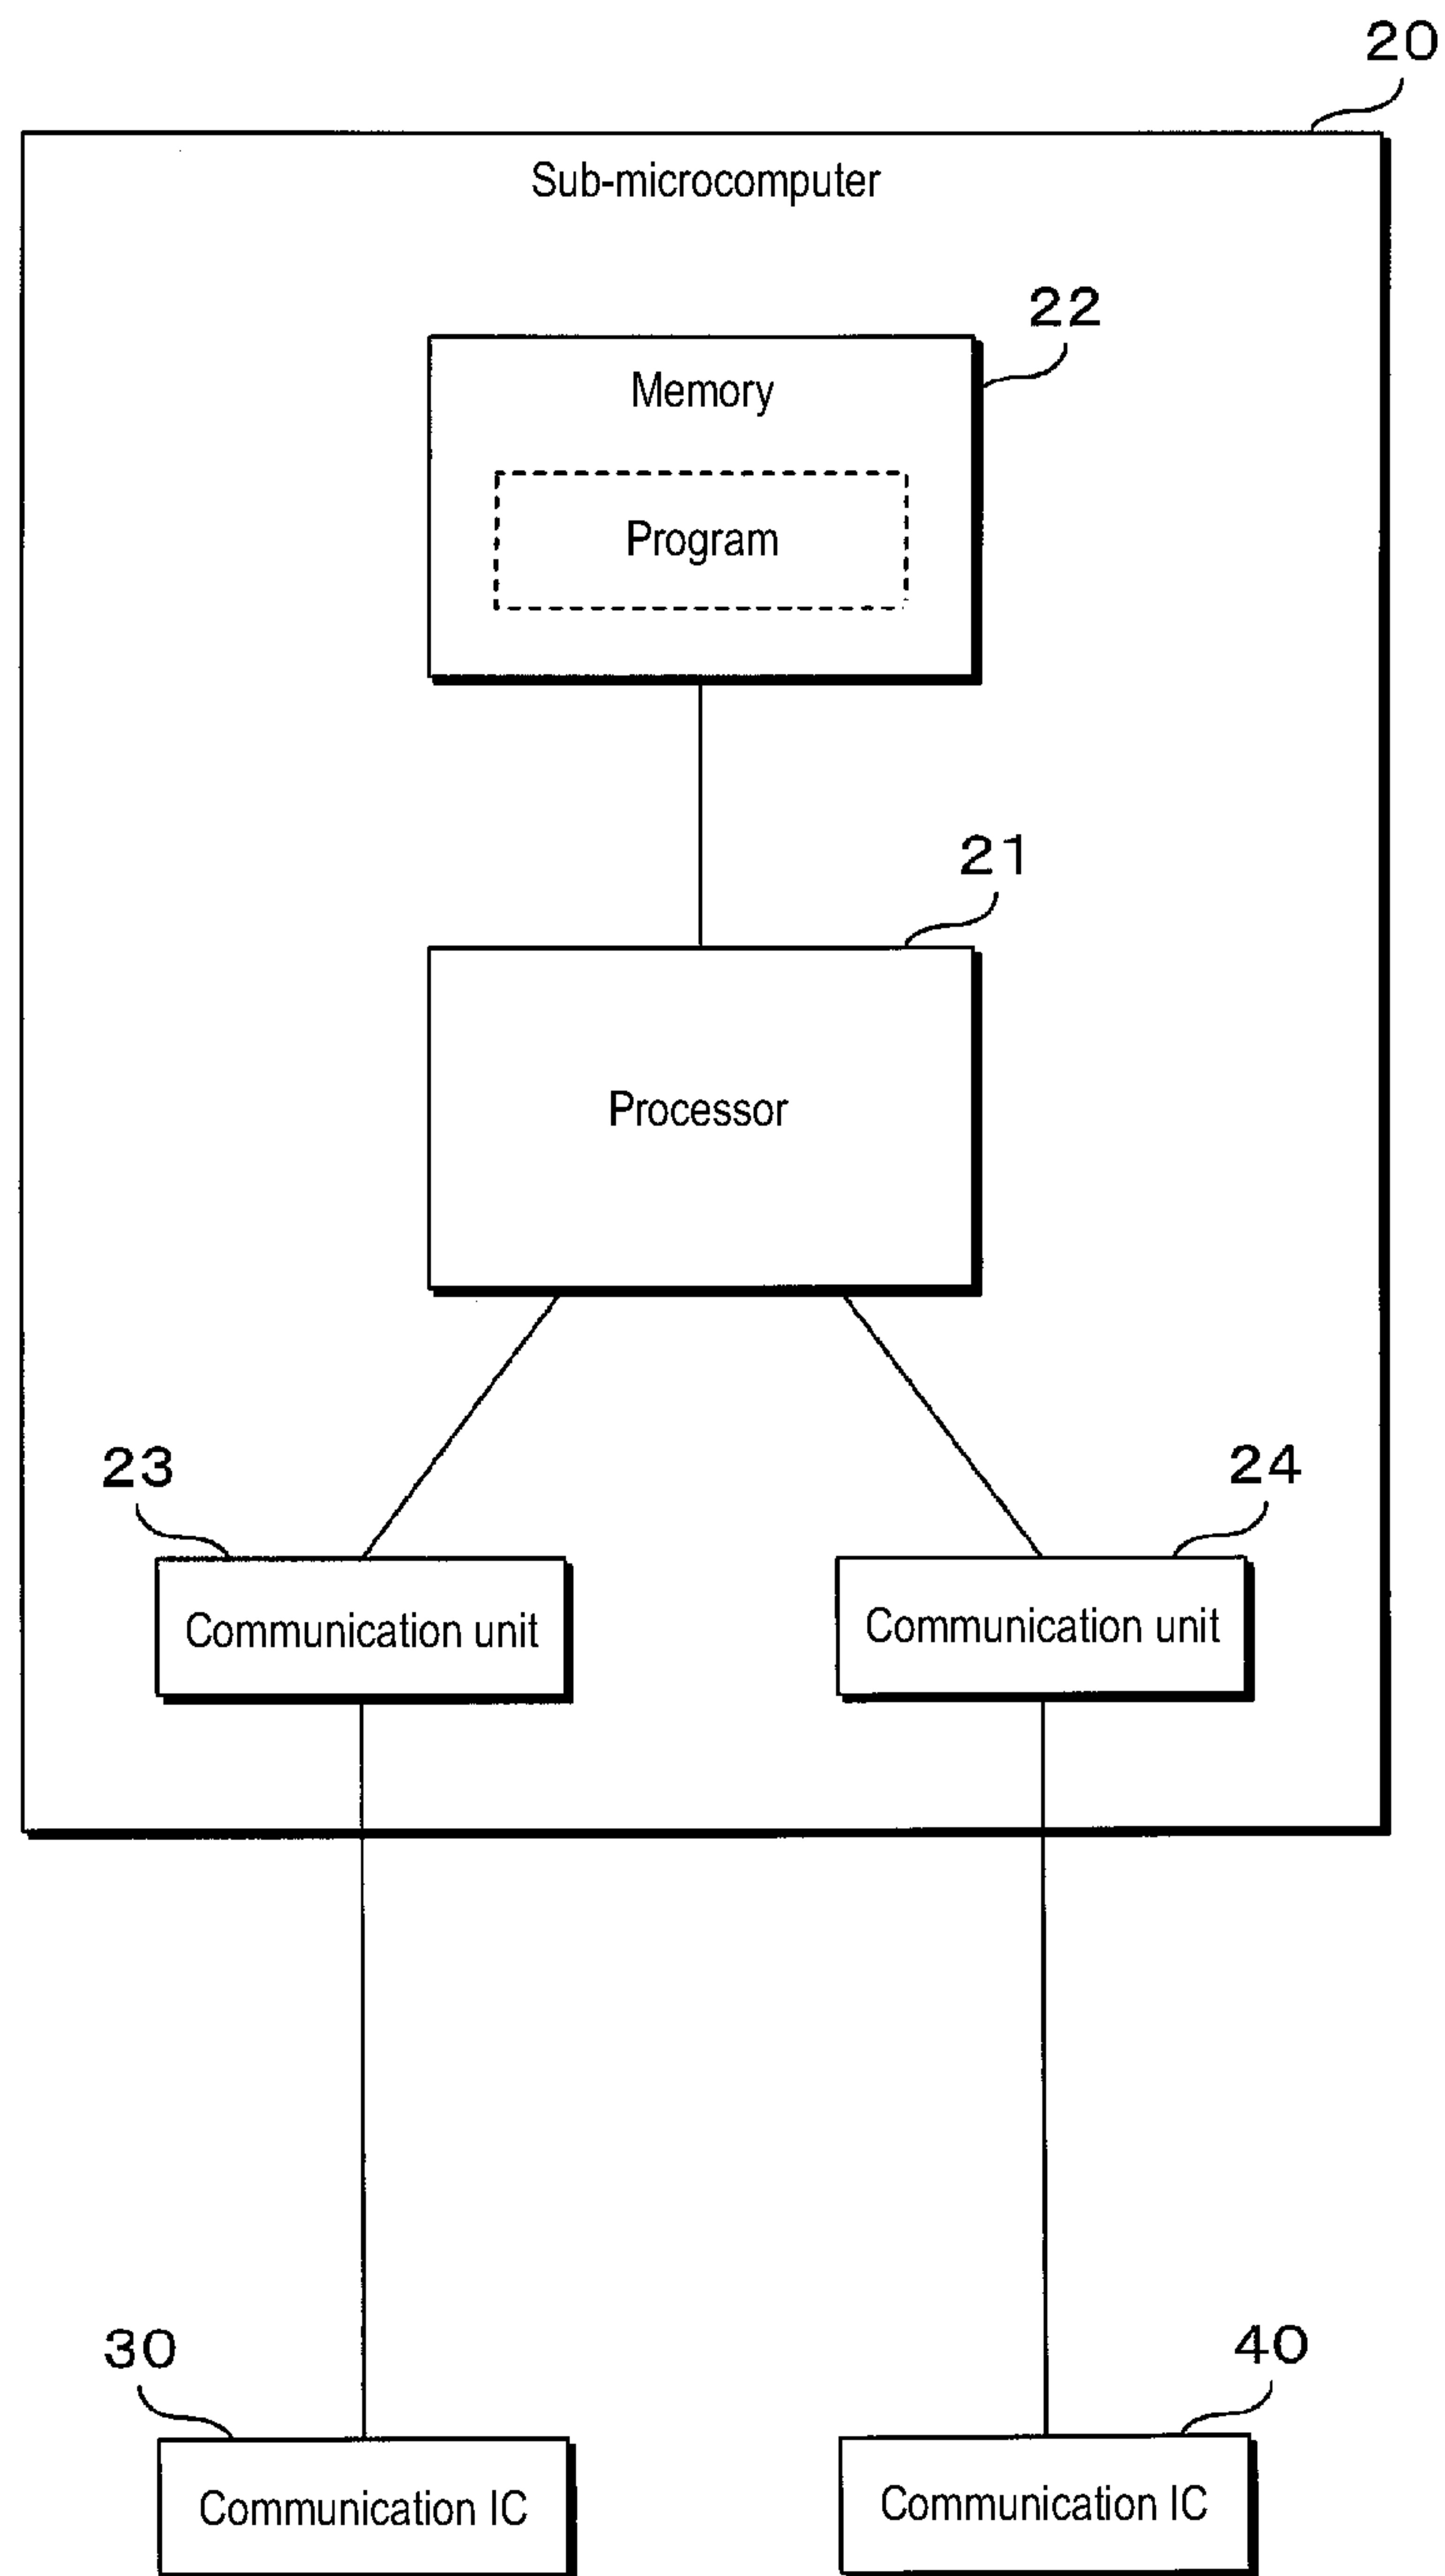 20
Sub-microcomputer
22
Memory
Program
21
Processor
23
24
Communication unit
Communication unit
30
40
Communication IC
Communication IC